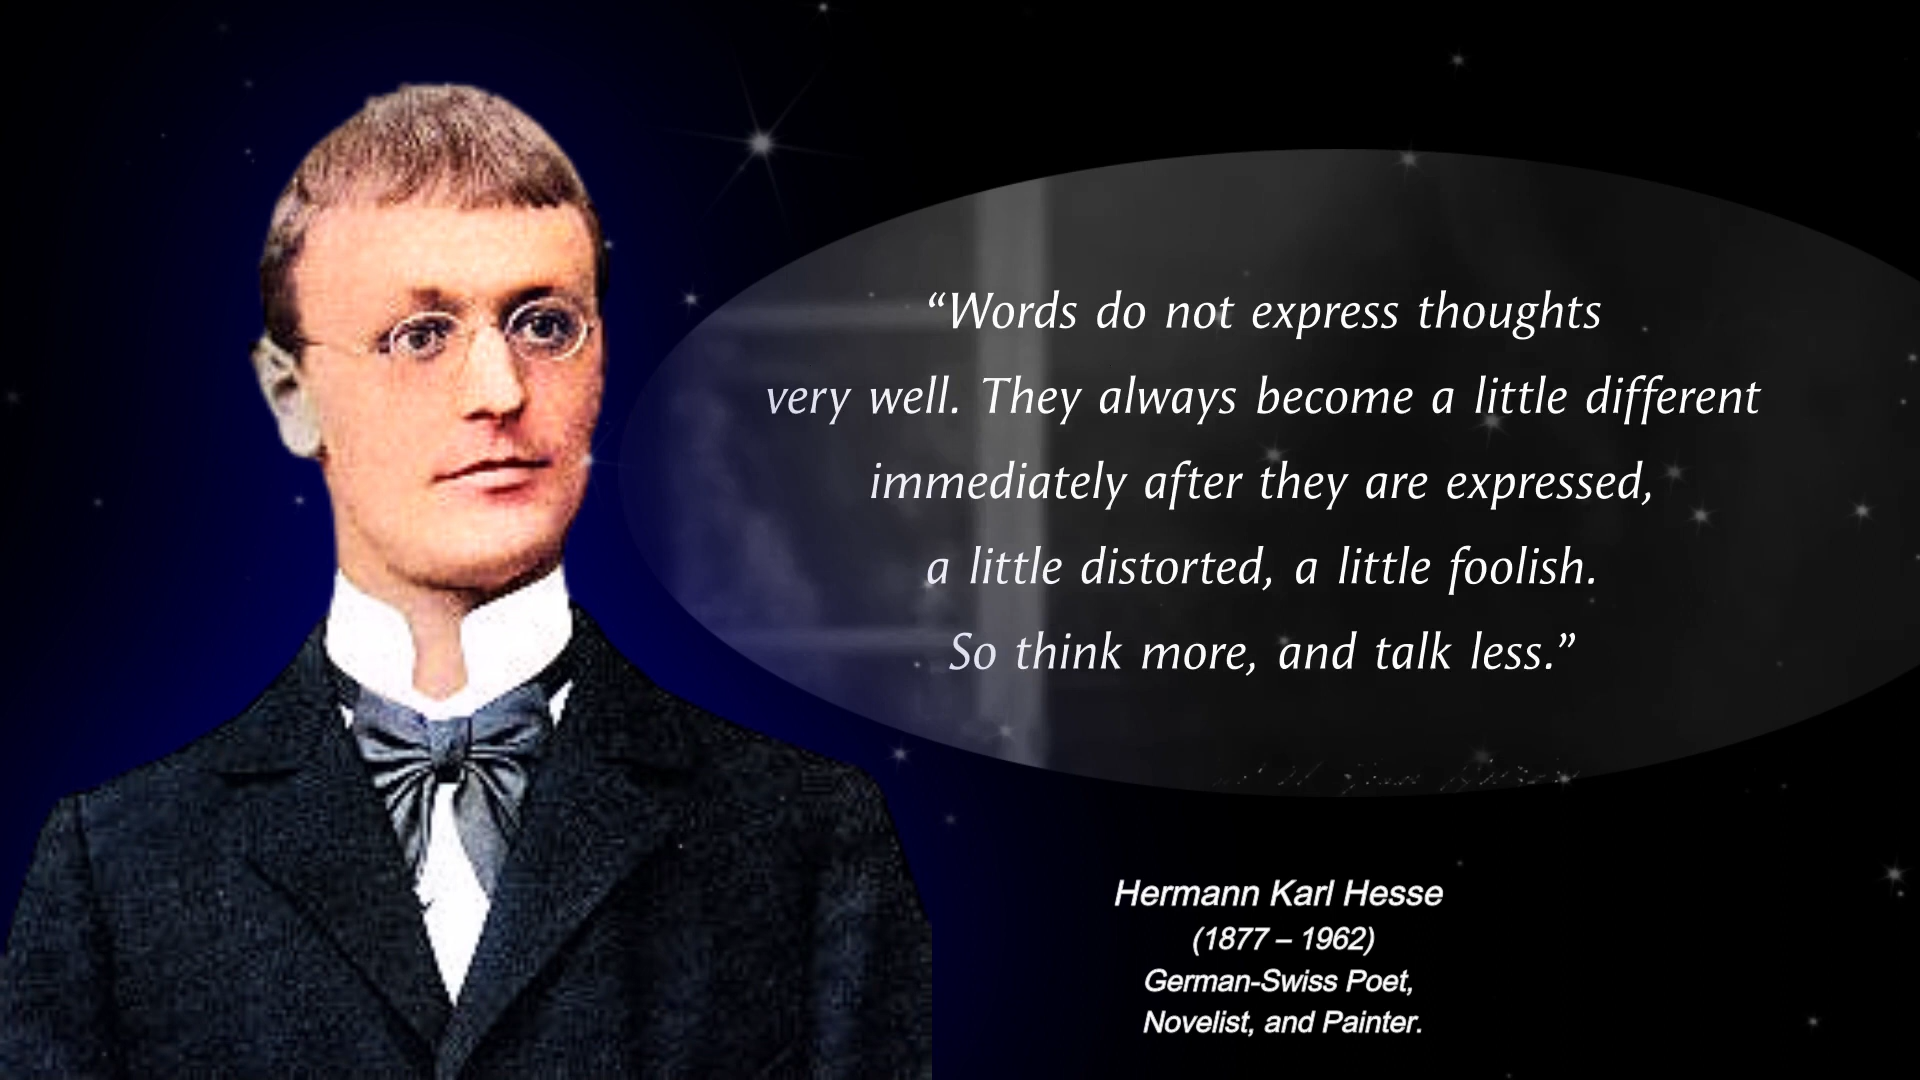 “Words do not express thoughts
very well. They always become a little different
immediately after they are expressed,
a little distorted, a little foolish.
So think more, and talk less.”
Hermann Karl Hesse
(1877 – 1962)
German-Swiss Poet,
Novelist, and Painter.